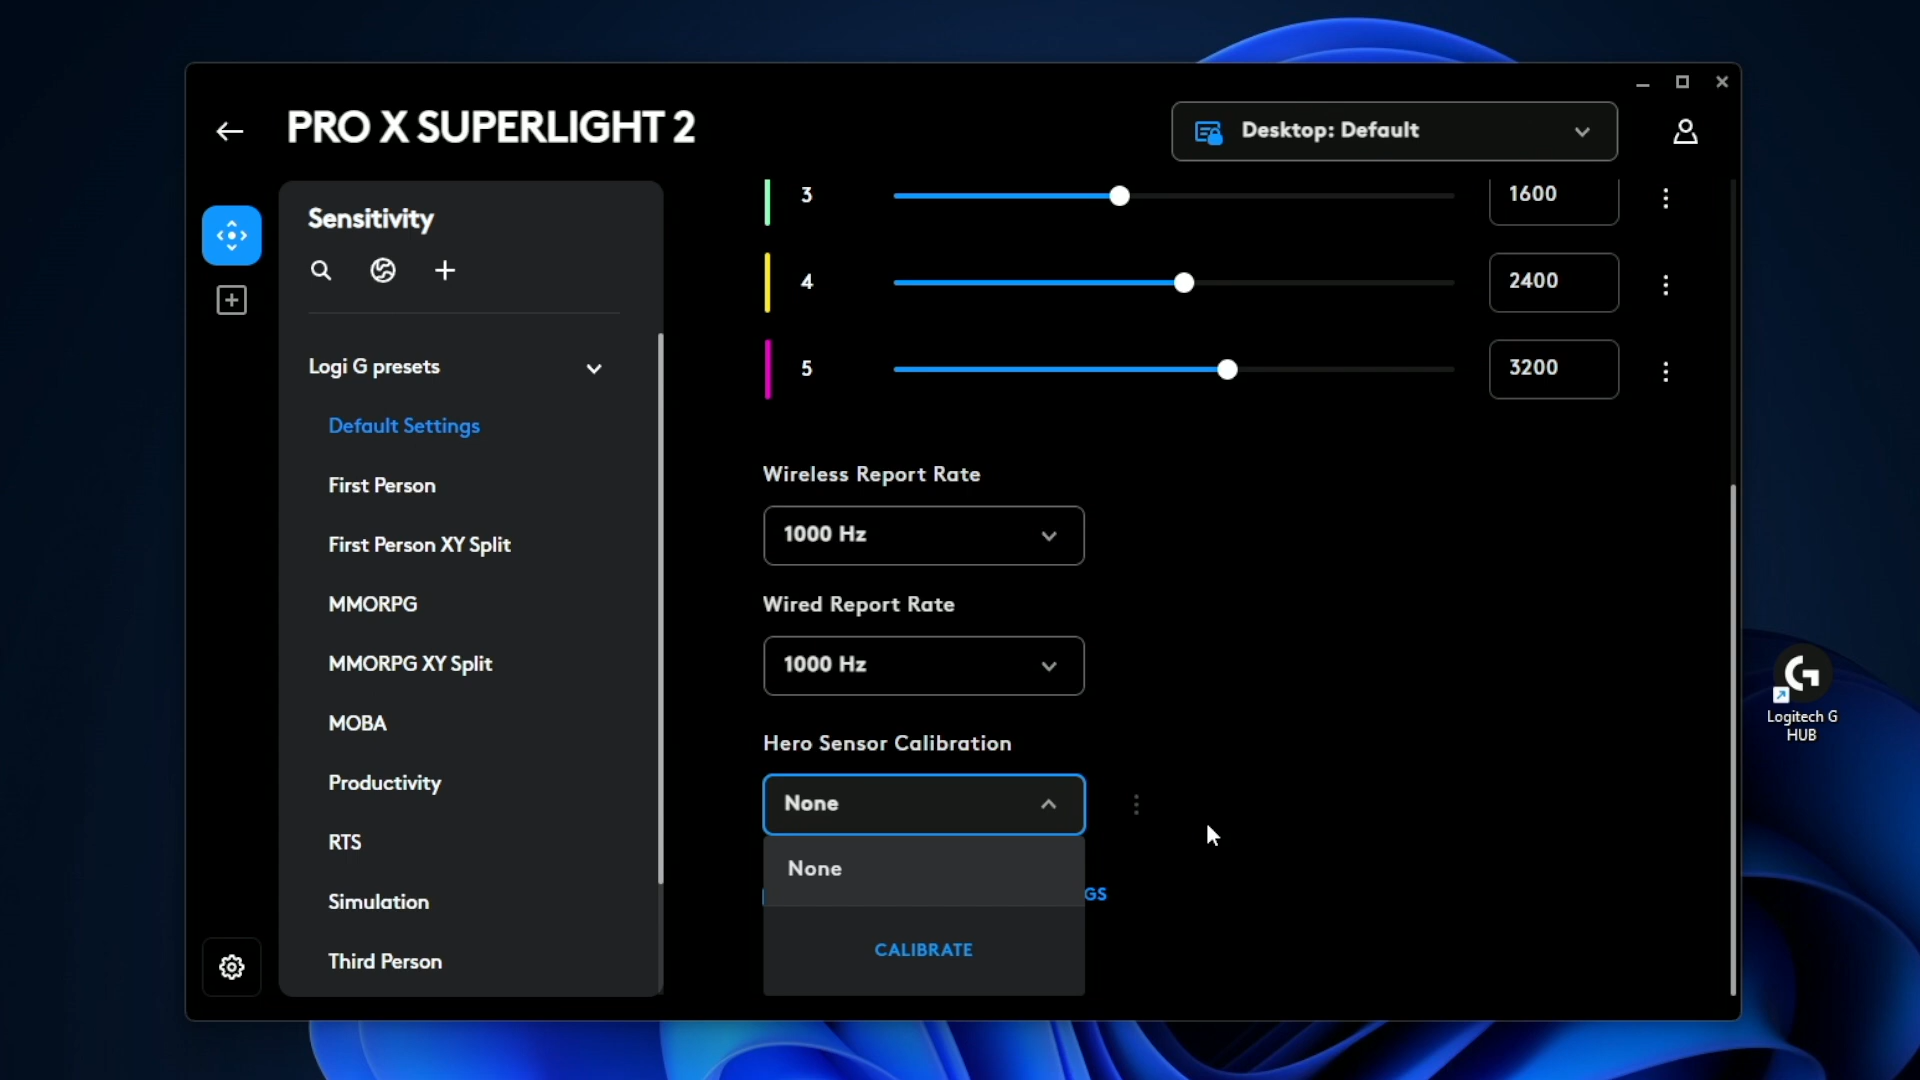 PRO X SUPERLIGHT 2
Desktop: Default
Sensitivity
Logi G presets
Default Settings
First Person
First Person XY Split
MMORPG
MMORPG XY Split
MOBA
Productivity
RTS
Simulation
Third Person
3
1600
4
2400
5
3200
Wireless Report Rate
1000 Hz
Wired Report Rate
1000 Hz
Hero Sensor Calibration
None
None
GS
CALIBRATE
Logitech G
HUB